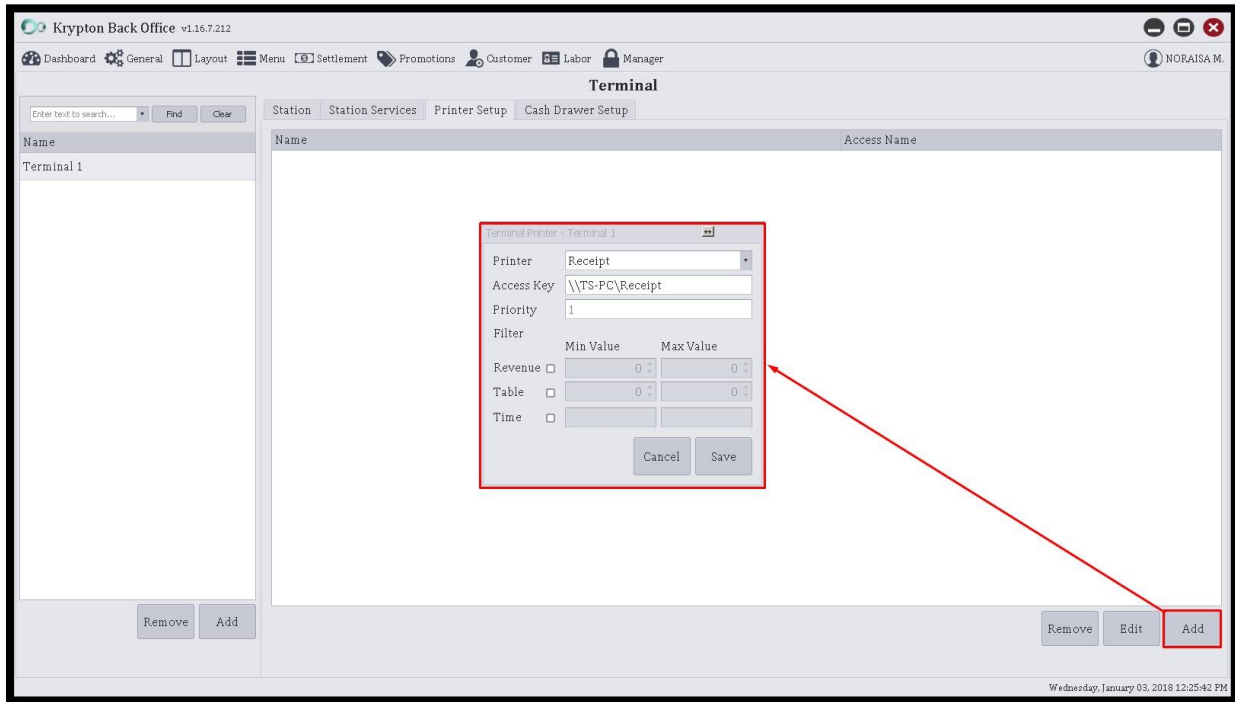 Krypton Back Office v1.16.7.212
Dashboard General Layout Menu Settlement Promotions Customer Labor Manager NORAISA M.
Terminal
Enter text to search... Find Clear
Station Station Services Printer Setup Cash Drawer Setup
Name
Name Access Name
Terminal 1
Terminal Printer - Terminal 1
Printer Receipt
Access Key \\TS-PC\Receipt
Priority 1
Filter
Min Value Max Value
Revenue 0 0
Table 0 0
Time
Cancel Save
Remove Add
Remove Edit Add
Wednesday, January 03, 2018 12:25:42 PM